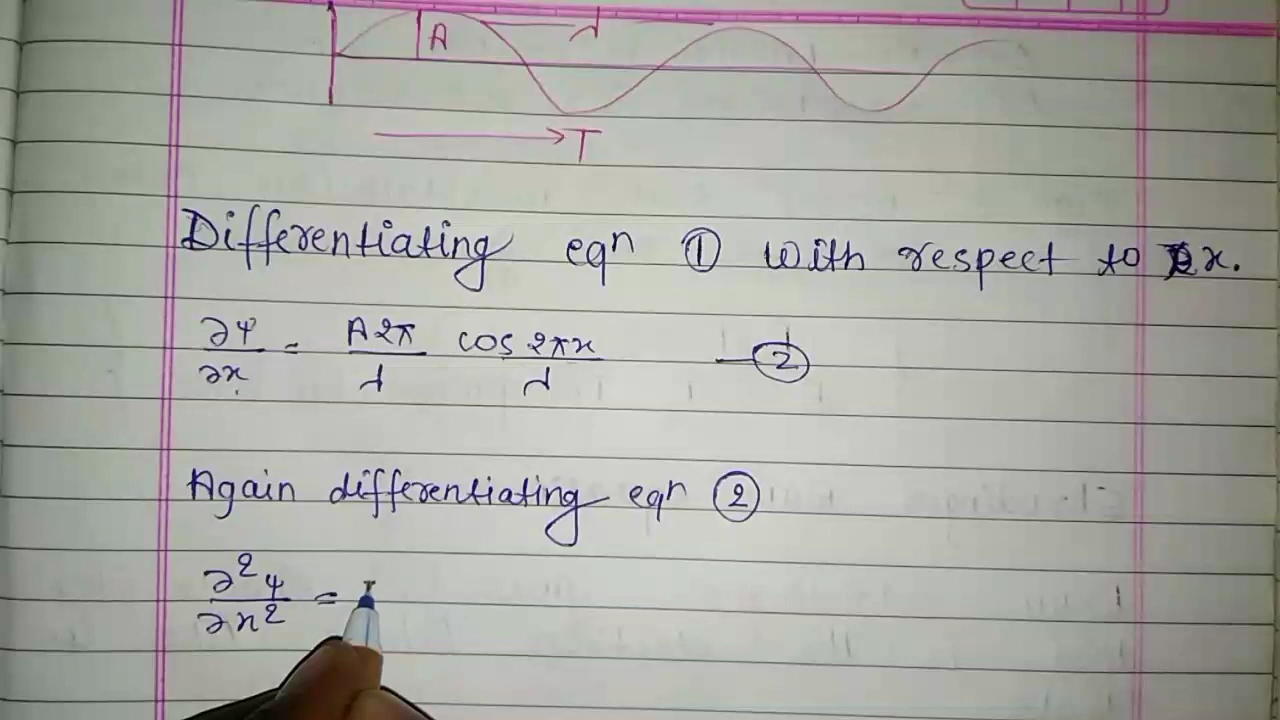 A λ
T
Differentiating eqn ① with respect to x.
∂ψ/∂x = A2π/λ cos 2πx/λ — ②
Again differentiating eqn ②
∂²ψ/∂x² =